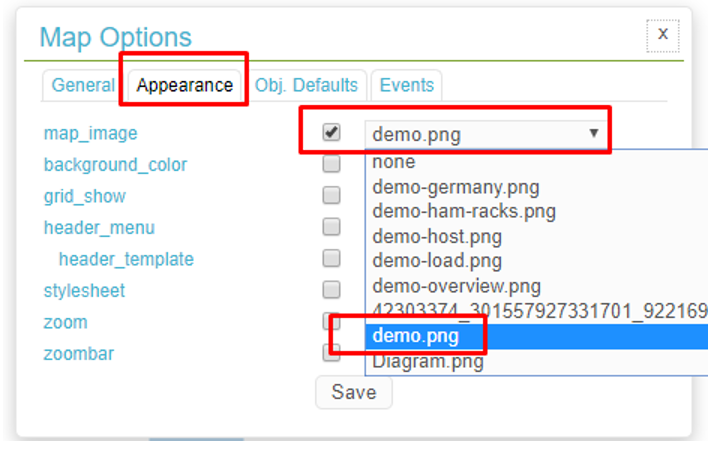 Map Options
x
General Appearance Obj. Defaults Events
map_image demo.png
background_color none
grid_show demo-germany.png
header_menu demo-ham-racks.png
demo-host.png
header_template demo-load.png
stylesheet demo-overview.png
zoom 42303374_301557927331701_922169
demo.png
zoombar Diagram.png
Save